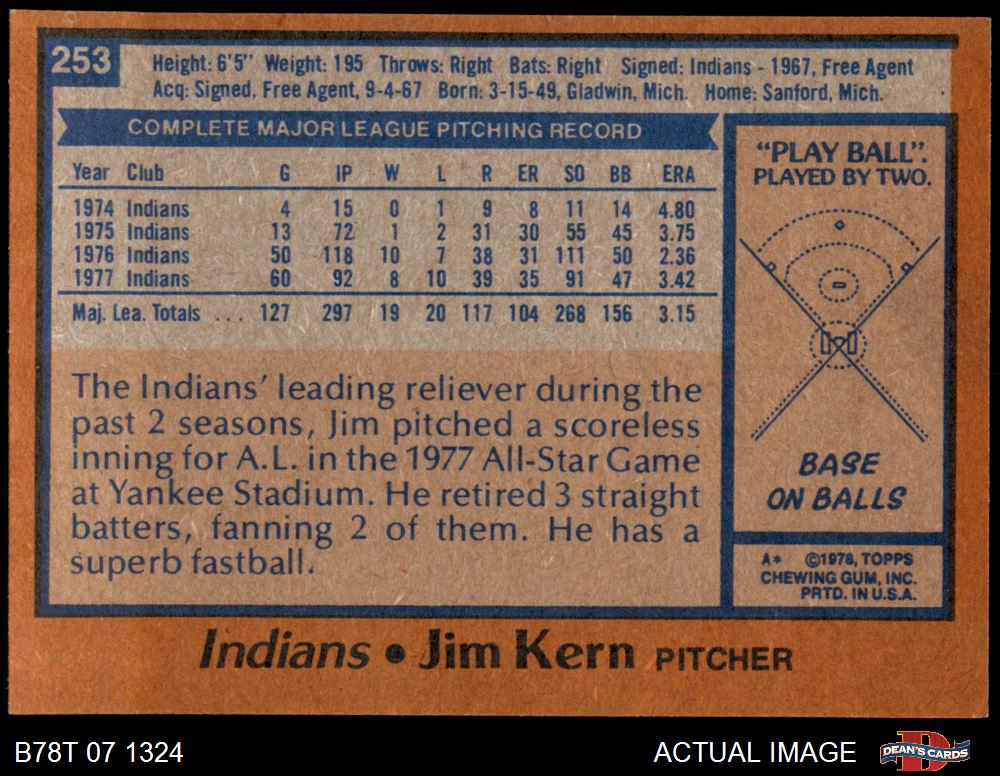 253
Height: 6'5" Weight: 195 Throws: Right Bats: Right Signed: Indians - 1967, Free Agent
Acq: Signed, Free Agent, 9-4-67 Born: 3-15-49, Gladwin, Mich. Home: Sanford, Mich.
COMPLETE MAJOR LEAGUE PITCHING RECORD
Year Club G IP W L R ER SO BB ERA
1974 Indians 4 15 0 1 9 8 11 14 4.80
1975 Indians 13 72 1 2 31 30 55 45 3.75
1976 Indians 50 118 10 7 38 31 111 50 2.36
1977 Indians 60 92 8 10 39 35 91 47 3.42
Maj. Lea. Totals ... 127 297 19 20 117 104 268 156 3.15
The Indians' leading reliever during the
past 2 seasons, Jim pitched a scoreless
inning for A.L. in the 1977 All-Star Game
at Yankee Stadium. He retired 3 straight
batters, fanning 2 of them. He has a
superb fastball.
"PLAY BALL".
PLAYED BY TWO.
BASE
ON BALLS
A* ©1978, TOPPS
CHEWING GUM, INC.
PRTD. IN U.S.A.
Indians • Jim Kern PITCHER
B78T 07 1324
ACTUAL IMAGE
D
DEAN'S CARDS